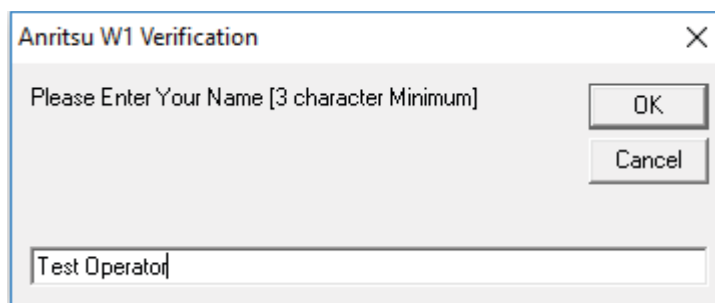 Anritsu W1 Verification
Please Enter Your Name [3 character Minimum]
OK
Cancel
Test Operator